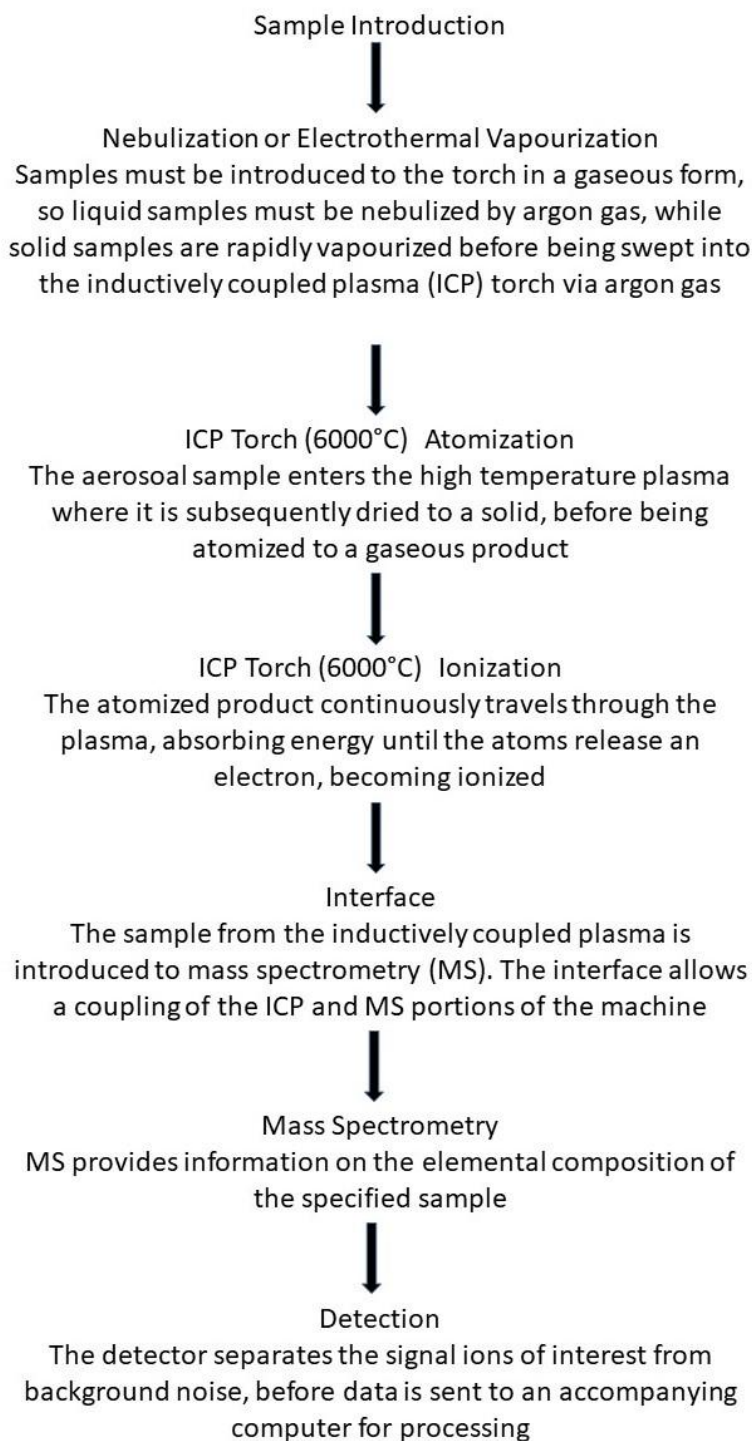 Sample Introduction
Nebulization or Electrothermal Vapourization
Samples must be introduced to the torch in a gaseous form,
so liquid samples must be nebulized by argon gas, while
solid samples are rapidly vapourized before being swept into
the inductively coupled plasma (ICP) torch via argon gas
ICP Torch (6000°C) Atomization
The aerosoal sample enters the high temperature plasma
where it is subsequently dried to a solid, before being
atomized to a gaseous product
ICP Torch (6000°C) Ionization
The atomized product continuously travels through the
plasma, absorbing energy until the atoms release an
electron, becoming ionized
Interface
The sample from the inductively coupled plasma is
introduced to mass spectrometry (MS). The interface allows
a coupling of the ICP and MS portions of the machine
Mass Spectrometry
MS provides information on the elemental composition of
the specified sample
Detection
The detector separates the signal ions of interest from
background noise, before data is sent to an accompanying
computer for processing